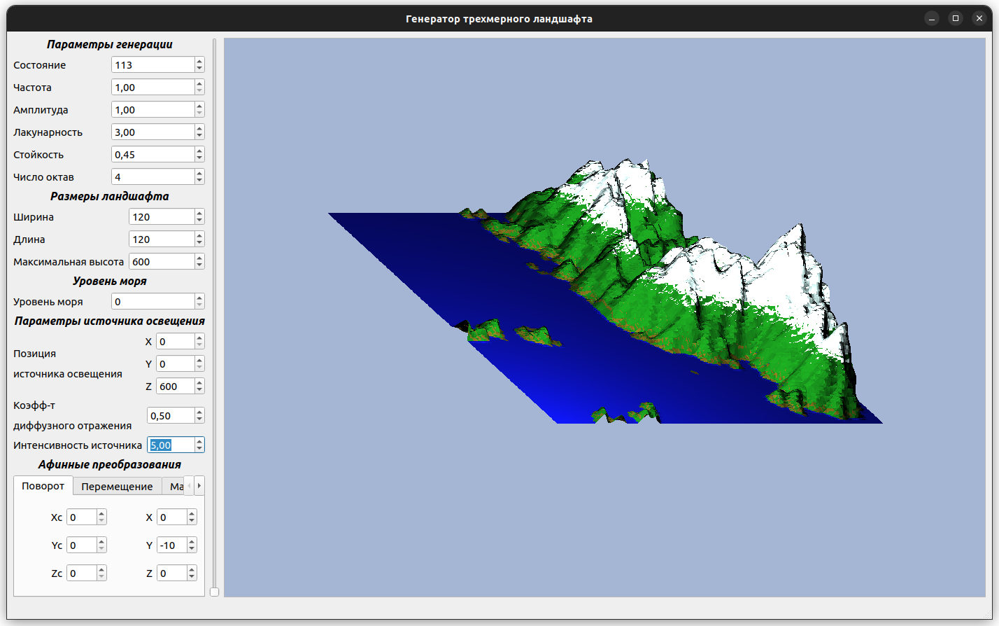 Генератор трехмерного ландшафта
Параметры генерации
Состояние 113
Частота 1,00
Амплитуда 1,00
Лакунарность 3,00
Стойкость 0,45
Число октав 4
Размеры ландшафта
Ширина 120
Длина 120
Максимальная высота 600
Уровень моря
Уровень моря 0
Параметры источника освещения
X 0
Позиция
Y 0
источника освещения
Z 600
Коэфф-т
0,50
диффузного отражения
Интенсивность источника 5,00
Афинные преобразования
Поворот Перемещение Ма
Xc 0 X 0
Yc 0 Y -10
Zc 0 Z 0